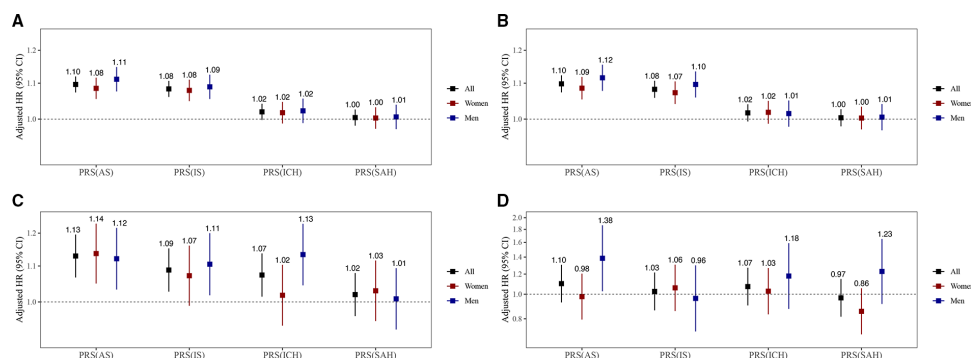 A
Adjusted HR (95% CI)
1.2
1.1
1.0
1.10
1.08
1.11
1.08
1.08
1.09
1.02
1.02
1.02
1.00
1.00
1.01
PRS(AS)
PRS(IS)
PRS(ICH)
PRS(SAH)
All
Women
Men
B
Adjusted HR (95% CI)
1.2
1.1
1.0
1.10
1.09
1.12
1.08
1.07
1.10
1.02
1.02
1.01
1.00
1.00
1.01
PRS(AS)
PRS(IS)
PRS(ICH)
PRS(SAH)
All
Women
Men
C
Adjusted HR (95% CI)
1.2
1.1
1.0
1.13
1.14
1.12
1.09
1.07
1.11
1.07
1.02
1.13
1.02
1.03
1.01
PRS(AS)
PRS(IS)
PRS(ICH)
PRS(SAH)
All
Women
Men
D
Adjusted HR (95% CI)
2.0
1.8
1.6
1.4
1.2
1.0
0.8
1.10
0.98
1.38
1.03
1.06
0.96
1.07
1.03
1.18
0.97
0.86
1.23
PRS(AS)
PRS(IS)
PRS(ICH)
PRS(SAH)
All
Women
Men